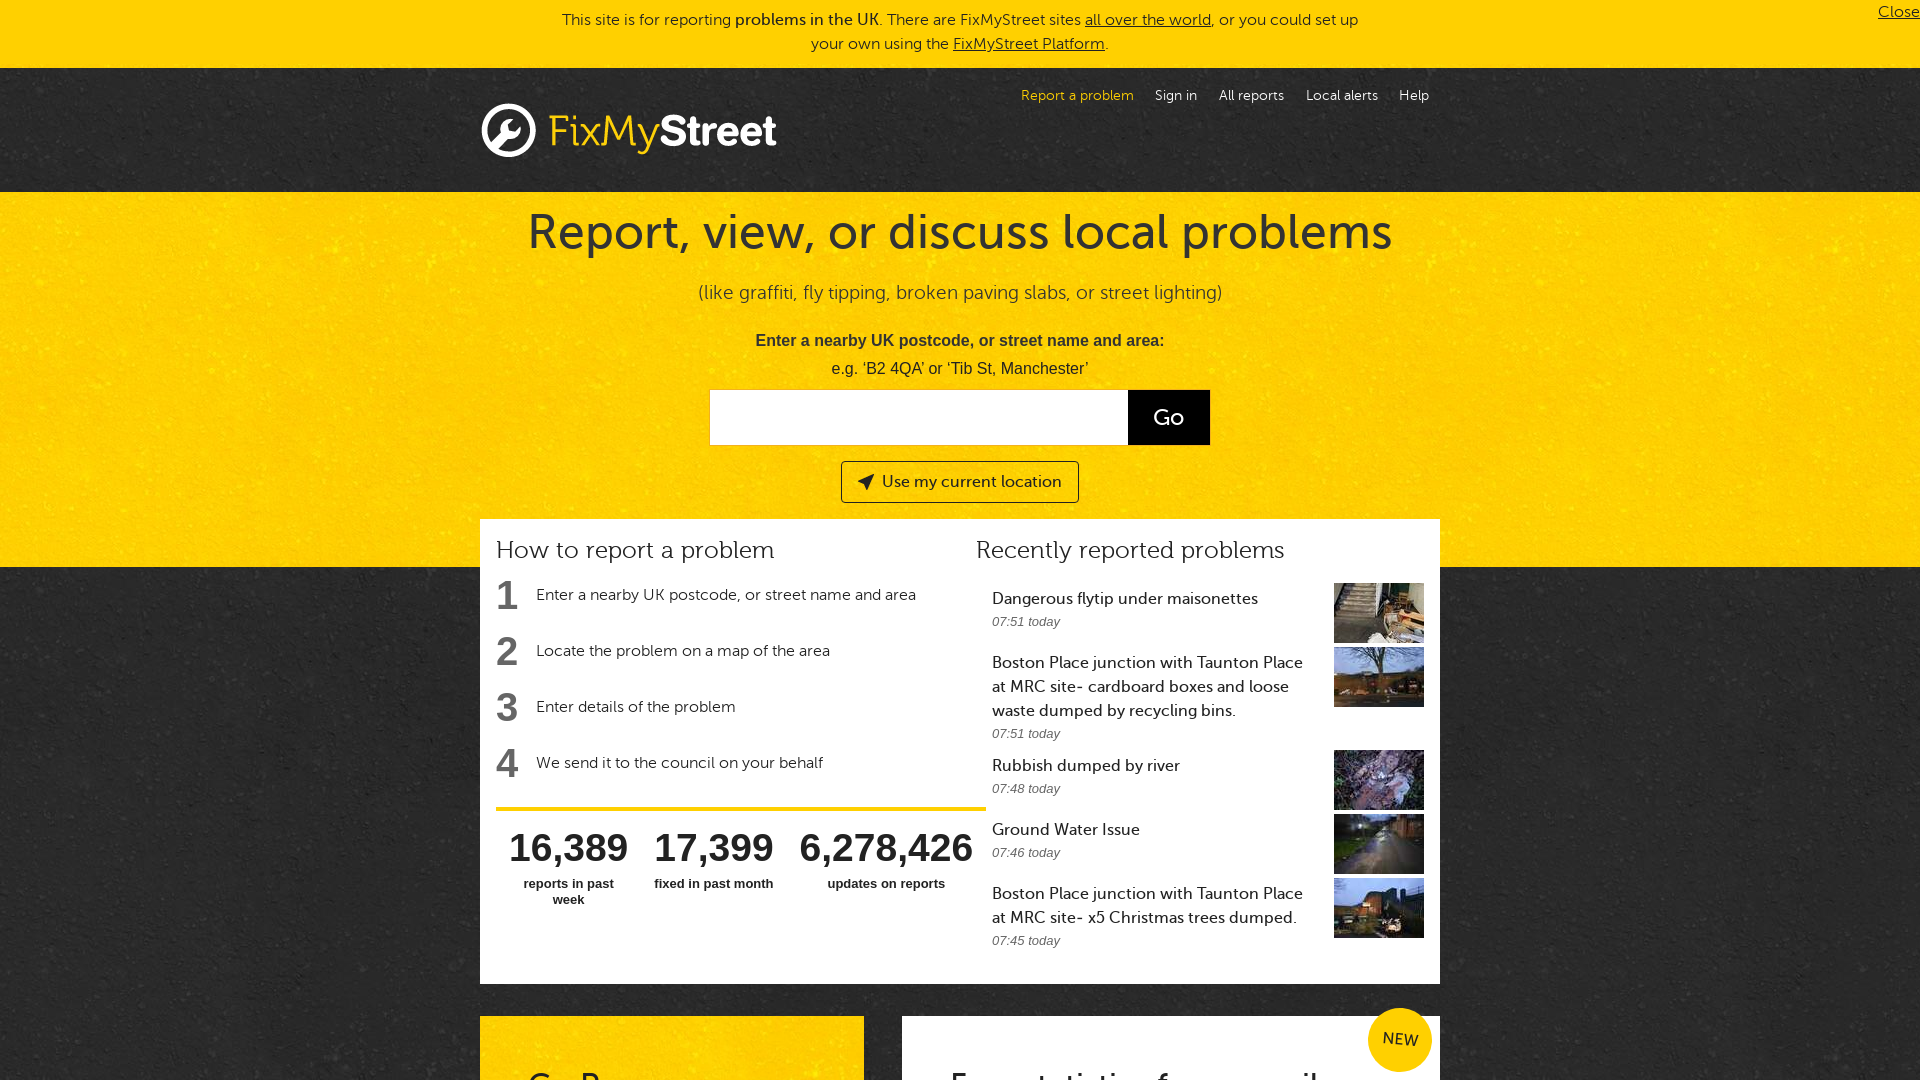 This site is for reporting problems in the UK. There are FixMyStreet sites all over the world, or you could set up
your own using the FixMyStreet Platform.
Close
FixMyStreet
Report a problem
Sign in
All reports
Local alerts
Help
Report, view, or discuss local problems
(like graffiti, fly tipping, broken paving slabs, or street lighting)
Enter a nearby UK postcode, or street name and area:
e.g. ‘B2 4QA’ or ‘Tib St, Manchester’
Go
Use my current location
How to report a problem
1 Enter a nearby UK postcode, or street name and area
2 Locate the problem on a map of the area
3 Enter details of the problem
4 We send it to the council on your behalf
16,389
reports in past
week
17,399
fixed in past month
6,278,426
updates on reports
Recently reported problems
Dangerous flytip under maisonettes
07:51 today
Boston Place junction with Taunton Place
at MRC site- cardboard boxes and loose
waste dumped by recycling bins.
07:51 today
Rubbish dumped by river
07:48 today
Ground Water Issue
07:46 today
Boston Place junction with Taunton Place
at MRC site- x5 Christmas trees dumped.
07:45 today
NEW